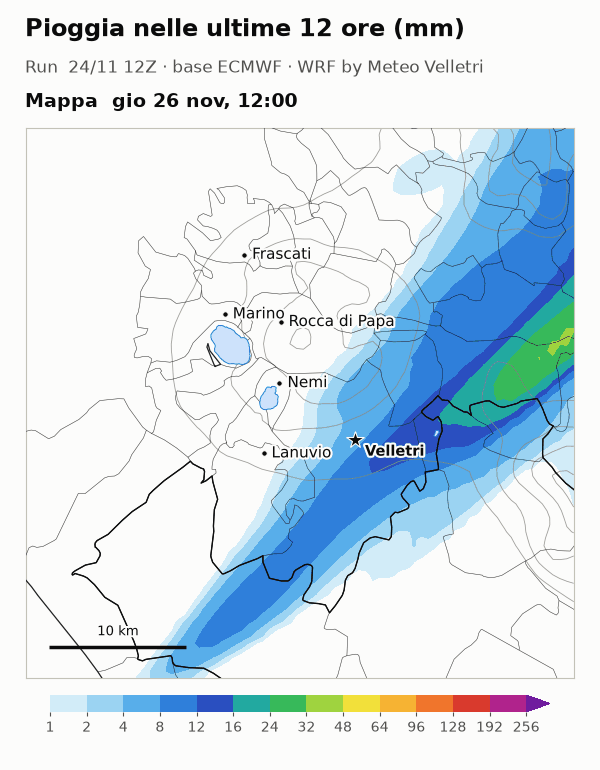 Pioggia nelle ultime 12 ore (mm)
Run 24/11 12Z · base ECMWF · WRF by Meteo Velletri
Mappa gio 26 nov, 12:00
Frascati
Marino
Rocca di Papa
Nemi
Velletri
Lanuvio
10 km
1 2 4 8 12 16 24 32 48 64 96 128 192 256